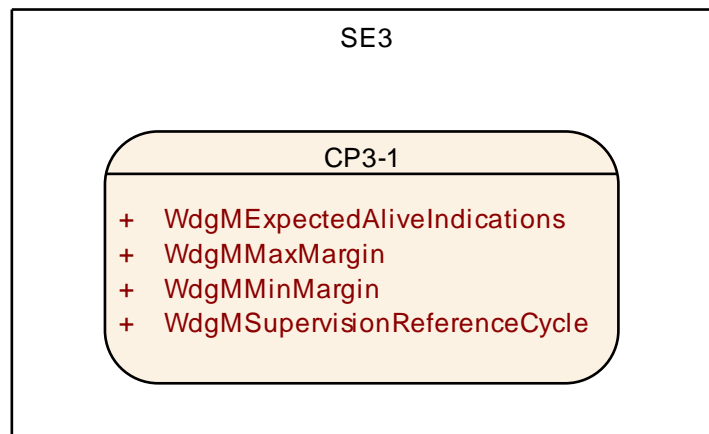 SE3
CP3-1
+ WdgMExpectedAliveIndications
+ WdgMMaxMargin
+ WdgMMinMargin
+ WdgMSupervisionReferenceCycle